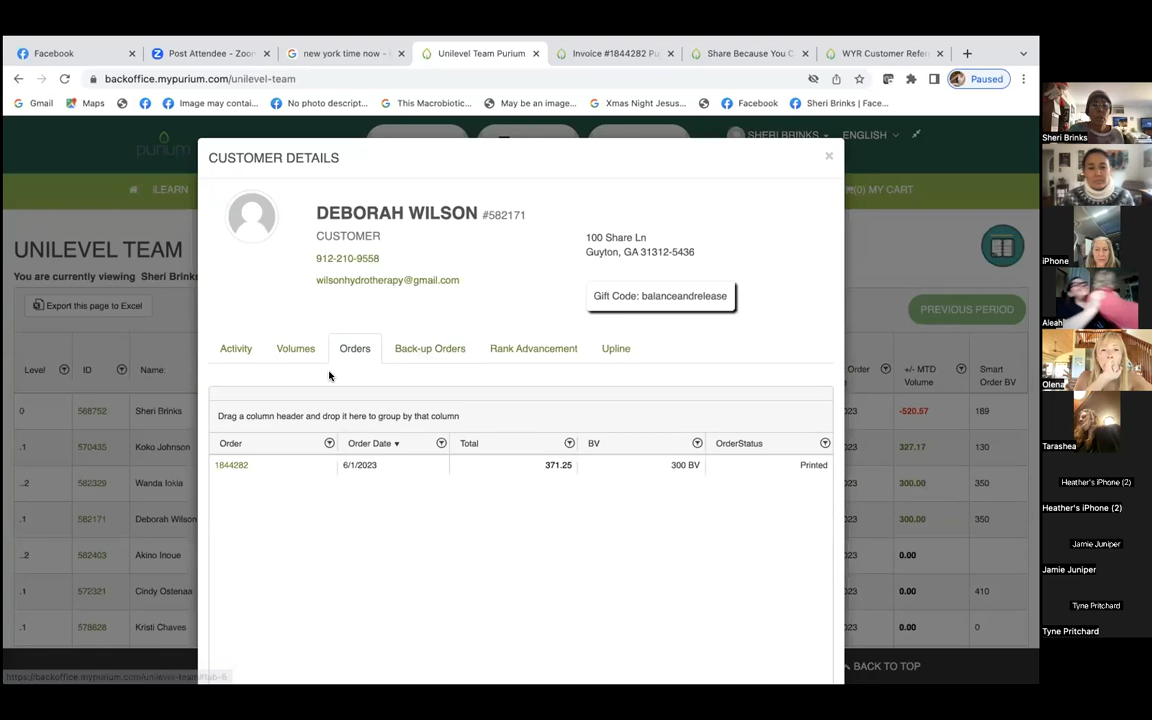 Facebook
Post Attendee - Zoom
new york time now -
Unilevel Team Purium
Invoice #1844282 Pu
Share Because You C
WYR Customer Refer
backoffice.mypurium.com/unilevel-team
Paused
Gmail
Maps
Image may contai...
No photo descript...
This Macrobiotic...
May be an image...
Xmas Night Jesus...
Facebook
Sheri Brinks | Face...
purium
SHERI BRINKS
ENGLISH
iLEARN
(0) MY CART
CUSTOMER DETAILS
×
DEBORAH WILSON #582171
CUSTOMER
912-210-9558
wilsonhydrotherapy@gmail.com
100 Share Ln
Guyton, GA 31312-5436
Gift Code: balanceandrelease
UNILEVEL TEAM
You are currently viewing Sheri Brinks
Export this page to Excel
PREVIOUS PERIOD
Activity
Volumes
Orders
Back-up Orders
Rank Advancement
Upline
Drag a column header and drop it here to group by that column
Order
Order Date
Total
BV
OrderStatus
1844282
6/1/2023
371.25
300 BV
Printed
Level
ID
Name:
Order
+/- MTD Volume
Smart Order BV
0 568752 Sheri Brinks 023 -520.57 189
.1 570435 Koko Johnson 023 327.17 130
..2 582329 Wanda Iokia 023 300.00 350
.1 582171 Deborah Wilson 023 300.00 350
..2 582403 Akino Inoue 023 0.00
.1 572321 Cindy Ostenaa 023 0.00 410
.1 578628 Kristi Chaves 023 0.00 0
BACK TO TOP
https://backoffice.mypurium.com/unilevel-team#tab-6
Sheri Brinks
iPhone
Aleah
Olena
Tarashea
Heather's iPhone (2)
Heather's iPhone (2)
Jamie Juniper
Jamie Juniper
Tyne Pritchard
Tyne Pritchard